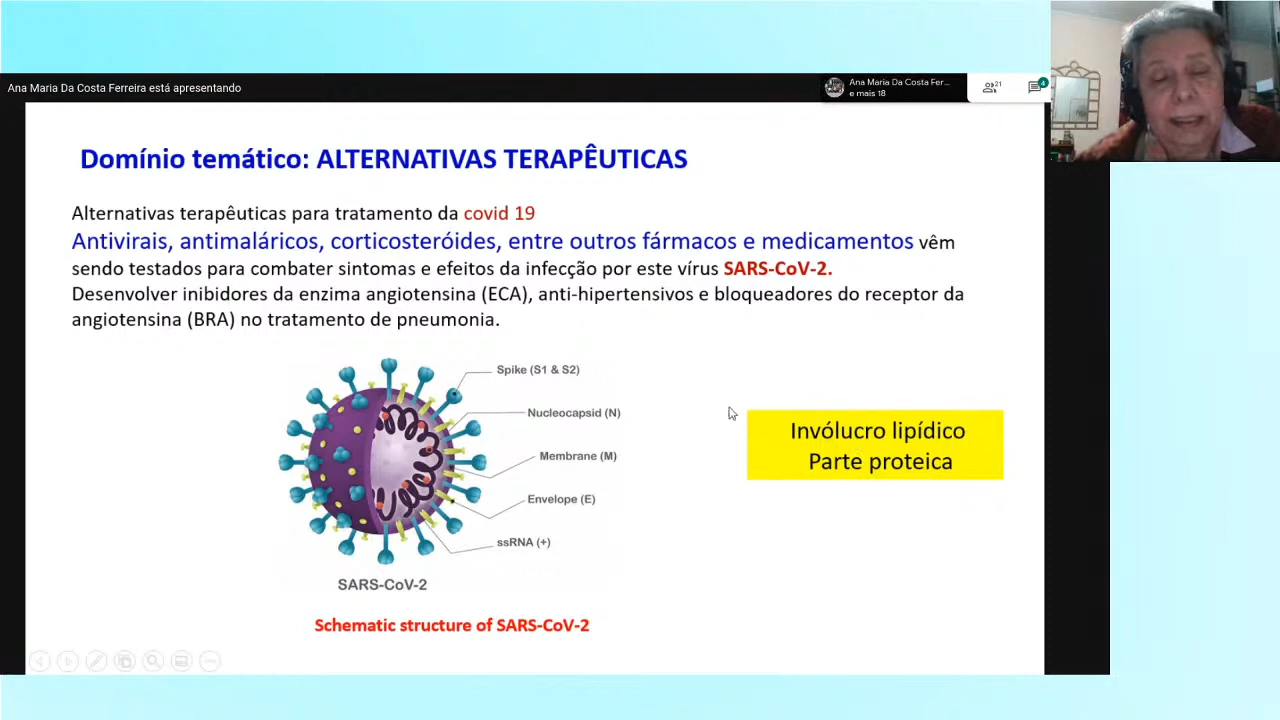 Ana Maria Da Costa Ferreira está apresentando
Ana Maria Da Costa Fer...
e mais 18
21
4
Domínio temático: ALTERNATIVAS TERAPÊUTICAS
Alternativas terapêuticas para tratamento da covid 19
Antivirais, antimaláricos, corticosteróides, entre outros fármacos e medicamentos vêm
sendo testados para combater sintomas e efeitos da infecção por este vírus SARS-CoV-2.
Desenvolver inibidores da enzima angiotensina (ECA), anti-hipertensivos e bloqueadores do receptor da
angiotensina (BRA) no tratamento de pneumonia.
Spike (S1 & S2)
Nucleocapsid (N)
Membrane (M)
Envelope (E)
ssRNA (+)
SARS-CoV-2
Schematic structure of SARS-CoV-2
Invólucro lipídico
Parte proteica